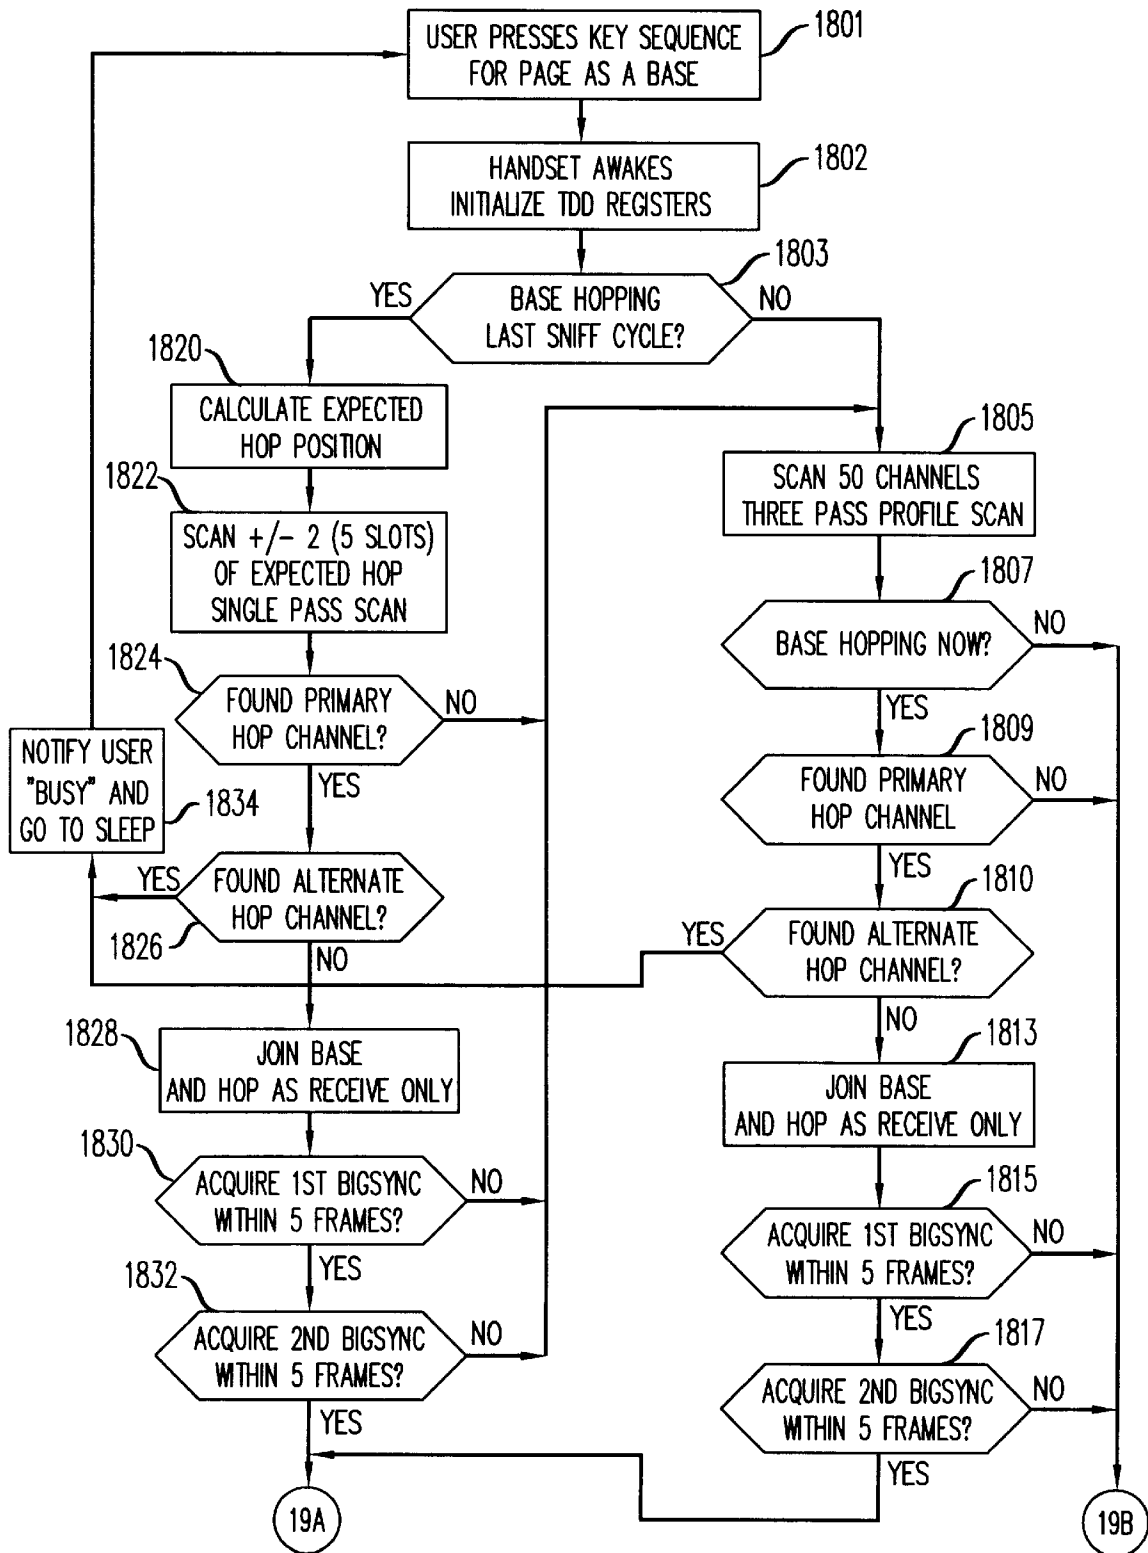 USER PRESSES KEY SEQUENCE
FOR PAGE AS A BASE
1801
HANDSET AWAKES
INITIALIZE TDD REGISTERS
1802
BASE HOPPING
LAST SNIFF CYCLE?
1803
YES
NO
1820
CALCULATE EXPECTED
HOP POSITION
1822
SCAN +/- 2 (5 SLOTS)
OF EXPECTED HOP
SINGLE PASS SCAN
1824
FOUND PRIMARY
HOP CHANNEL?
NO
YES
NOTIFY USER
"BUSY" AND
GO TO SLEEP
1834
YES
FOUND ALTERNATE
HOP CHANNEL?
1826
NO
1828
JOIN BASE
AND HOP AS RECEIVE ONLY
1830
ACQUIRE 1ST BIGSYNC
WITHIN 5 FRAMES?
NO
YES
1832
ACQUIRE 2ND BIGSYNC
WITHIN 5 FRAMES?
NO
YES
19A
1805
SCAN 50 CHANNELS
THREE PASS PROFILE SCAN
1807
BASE HOPPING NOW?
NO
YES
1809
FOUND PRIMARY
HOP CHANNEL
NO
YES
1810
YES
FOUND ALTERNATE
HOP CHANNEL?
NO
1813
JOIN BASE
AND HOP AS RECEIVE ONLY
1815
ACQUIRE 1ST BIGSYNC
WITHIN 5 FRAMES?
NO
YES
1817
ACQUIRE 2ND BIGSYNC
WITHIN 5 FRAMES?
NO
YES
19B